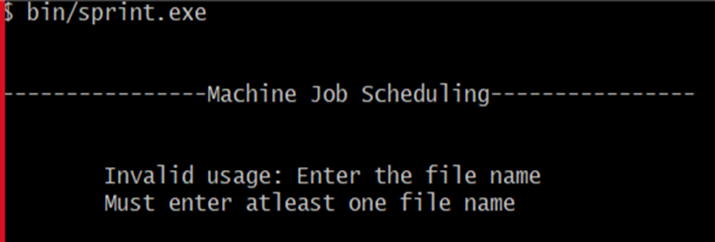 $ bin/sprint.exe
----------------Machine Job Scheduling----------------
Invalid usage: Enter the file name
Must enter atleast one file name